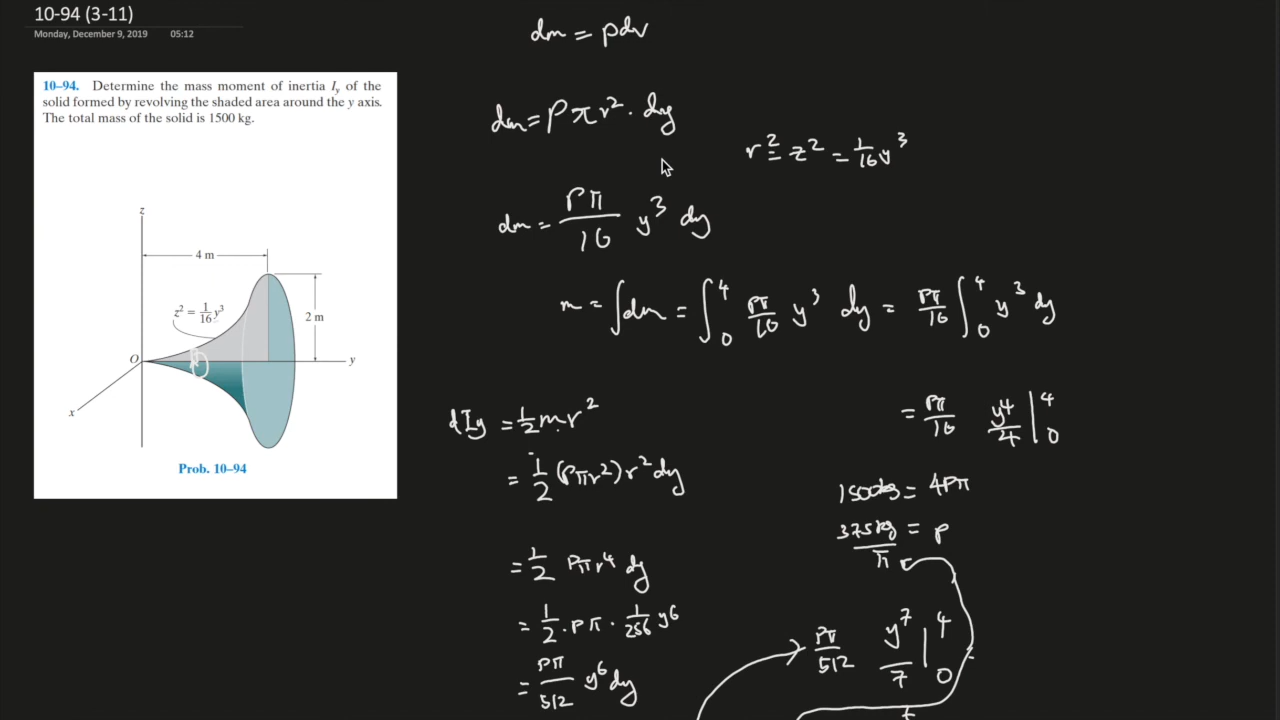 10-94 (3-11)
Monday, December 9, 2019 05:12
10–94. Determine the mass moment of inertia I_y of the
solid formed by revolving the shaded area around the y axis.
The total mass of the solid is 1500 kg.
z
4 m
z² = 1/16 y³
2 m
O
y
x
Prob. 10–94
dm = ρdv
dm = ρπr² · dy
r² = z² = 1/16 y³
dm = ρπ/16 y³ dy
m = ∫dm = ∫₀⁴ ρπ/16 y³ dy = ρπ/16 ∫₀⁴ y³ dy
= ρπ/16 y⁴/4 |₀⁴
1500kg = 4ρπ
375kg/π = ρ
dIy = 1/2 mr²
= 1/2 (ρπr²) r² dy
= 1/2 ρπr⁴ dy
= 1/2 · ρπ · 1/256 y⁶
= ρπ/512 y⁶ dy
ρπ/512 y⁷/7 |₀⁴